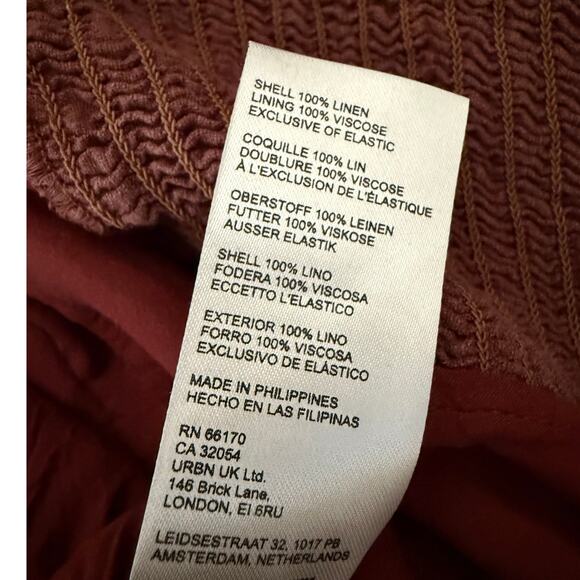 SHELL 100% LINEN
LINING 100% VISCOSE
EXCLUSIVE OF ELASTIC
COQUILLE 100% LIN
DOUBLURE 100% VISCOSE
À L'EXCLUSION DE L'ÉLASTIQUE
OBERSTOFF 100% LEINEN
FUTTER 100% VISKOSE
AUSSER ELASTIK
SHELL 100% LINO
FODERA 100% VISCOSA
ECCETTO L'ELASTICO
EXTERIOR 100% LINO
FORRO 100% VISCOSA
EXCLUSIVO DE ELÁSTICO
MADE IN PHILIPPINES
HECHO EN LAS FILIPINAS
RN 66170
CA 32054
URBN UK Ltd.
146 Brick Lane,
LONDON, EI 6RU
LEIDSESTRAAT 32, 1017 PB
AMSTERDAM, NETHERLANDS